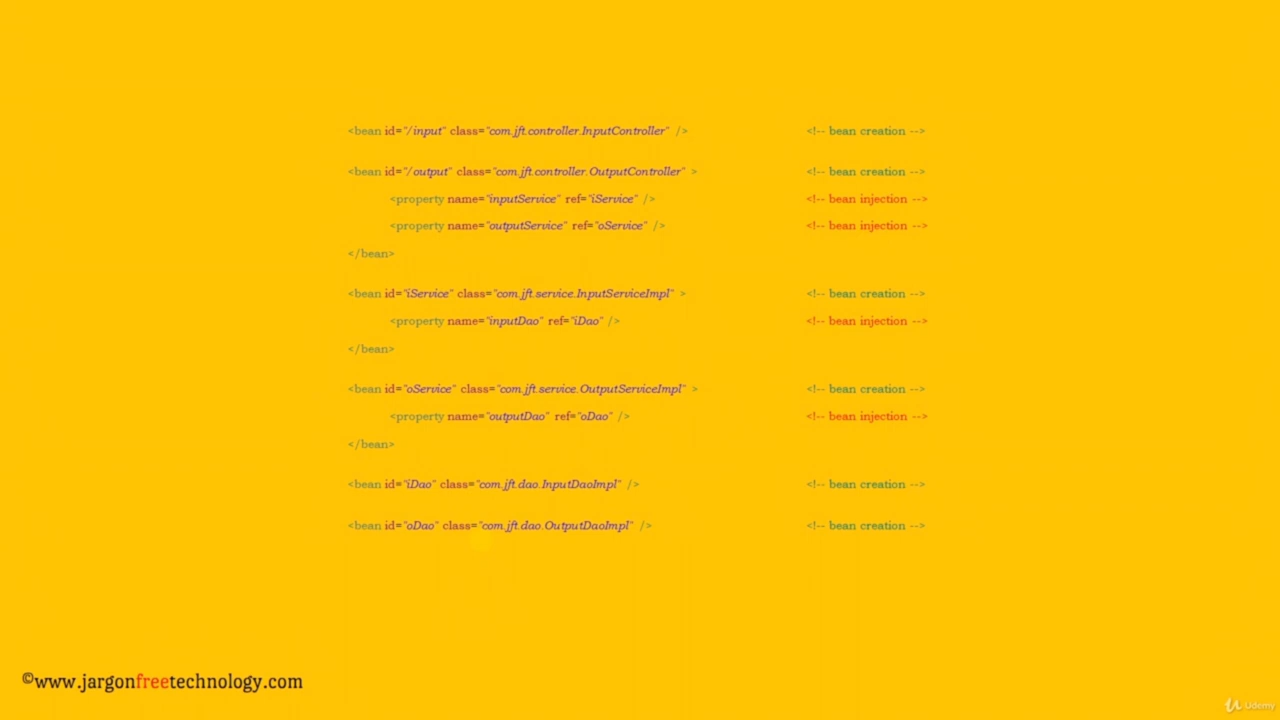 <bean id="/input" class="com.jft.controller.InputController" /> <!-- bean creation -->
<bean id="/output" class="com.jft.controller.OutputController" > <!-- bean creation -->
<property name="inputService" ref="iService" /> <!-- bean injection -->
<property name="outputService" ref="oService" /> <!-- bean injection -->
</bean>
<bean id="iService" class="com.jft.service.InputServiceImpl" > <!-- bean creation -->
<property name="inputDao" ref="iDao" /> <!-- bean injection -->
</bean>
<bean id="oService" class="com.jft.service.OutputServiceImpl" > <!-- bean creation -->
<property name="outputDao" ref="oDao" /> <!-- bean injection -->
</bean>
<bean id="iDao" class="com.jft.dao.InputDaoImpl" /> <!-- bean creation -->
<bean id="oDao" class="com.jft.dao.OutputDaoImpl" /> <!-- bean creation -->
©www.jargonfreetechnology.com
Udemy